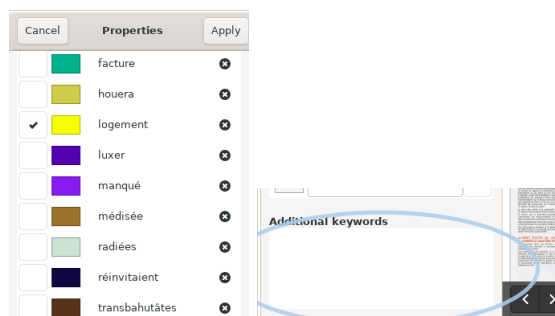 Cancel Properties Apply
facture
houera
logement
luxer
manqué
médisée
radiées
réinvitaient
transbahutâtes
Additional keywords